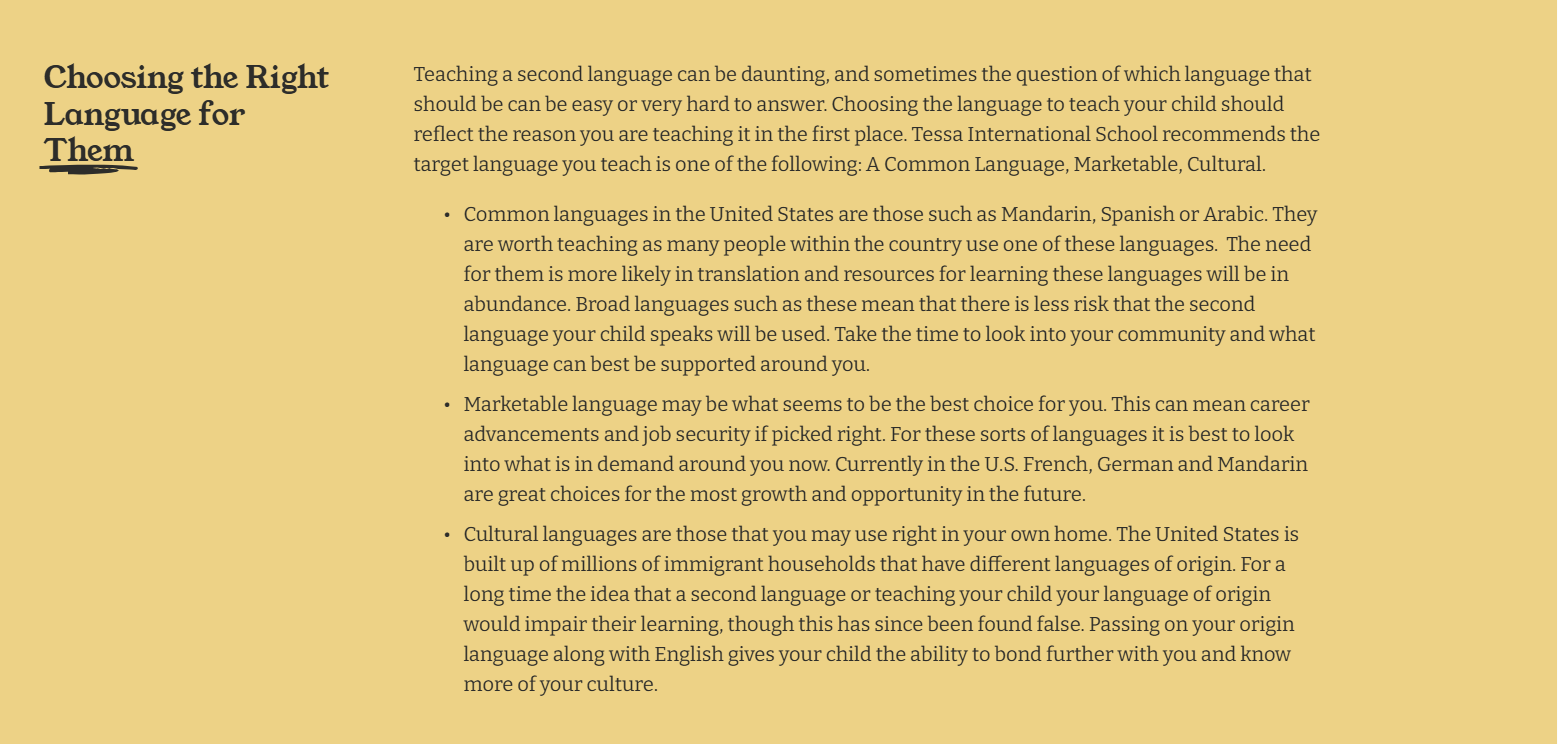 Choosing the Right
Language for
Them
Teaching a second language can be daunting, and sometimes the question of which language that
should be can be easy or very hard to answer. Choosing the language to teach your child should
reflect the reason you are teaching it in the first place. Tessa International School recommends the
target language you teach is one of the following: A Common Language, Marketable, Cultural.
• Common languages in the United States are those such as Mandarin, Spanish or Arabic. They
are worth teaching as many people within the country use one of these languages.  The need
for them is more likely in translation and resources for learning these languages will be in
abundance. Broad languages such as these mean that there is less risk that the second
language your child speaks will be used. Take the time to look into your community and what
language can best be supported around you.
• Marketable language may be what seems to be the best choice for you. This can mean career
advancements and job security if picked right. For these sorts of languages it is best to look
into what is in demand around you now. Currently in the U.S. French, German and Mandarin
are great choices for the most growth and opportunity in the future.
• Cultural languages are those that you may use right in your own home. The United States is
built up of millions of immigrant households that have different languages of origin. For a
long time the idea that a second language or teaching your child your language of origin
would impair their learning, though this has since been found false. Passing on your origin
language along with English gives your child the ability to bond further with you and know
more of your culture.